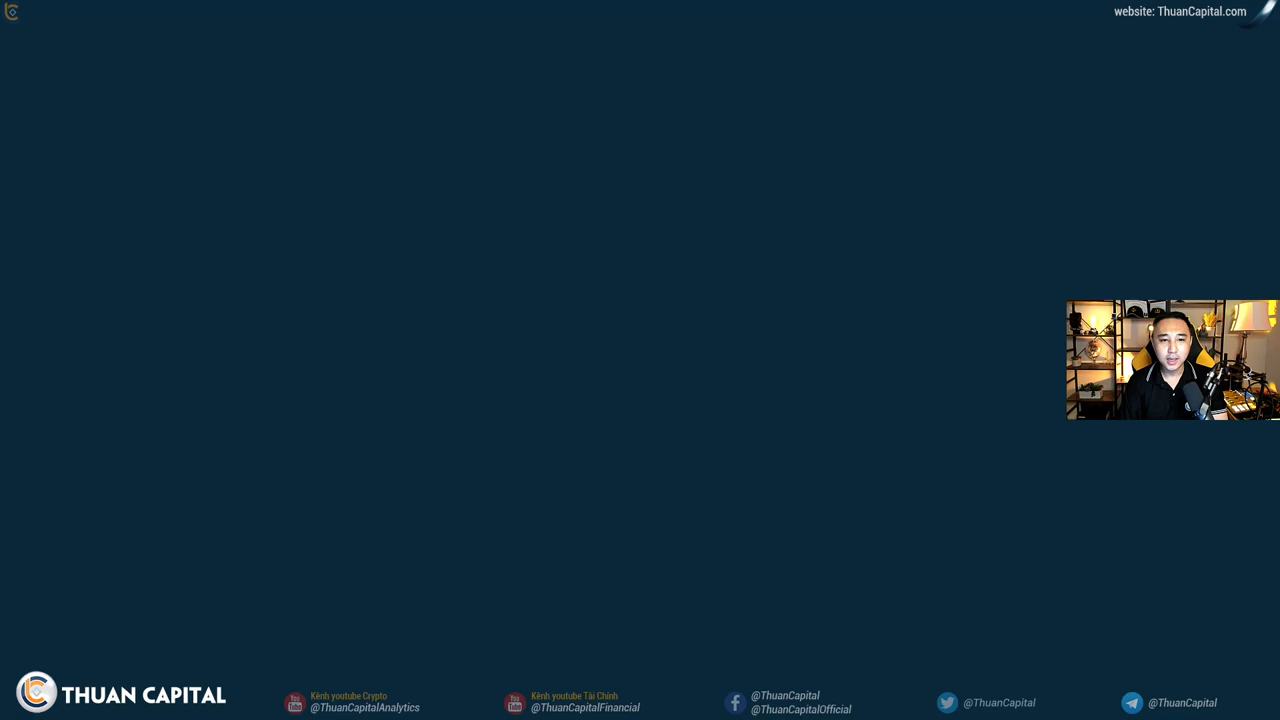 website: ThuanCapital.com
THUAN CAPITAL
Kênh youtube Crypto
@ThuanCapitalAnalytics
Kênh youtube Tài Chính
@ThuanCapitalFinancial
@ThuanCapital
@ThuanCapitalOfficial
@ThuanCapital
@ThuanCapital